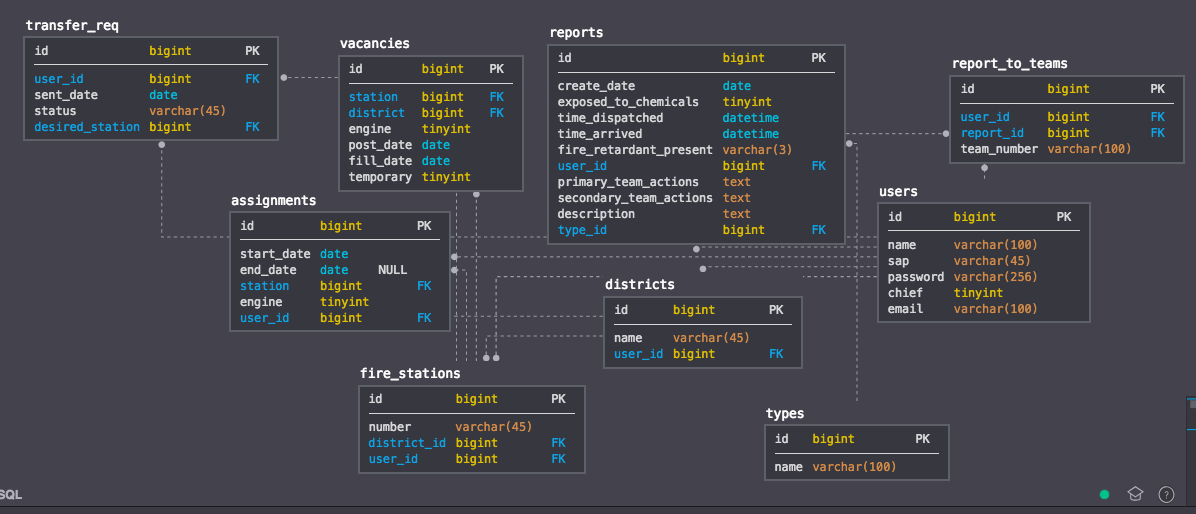 transfer_req
id bigint PK
user_id bigint FK
sent_date date
status varchar(45)
desired_station bigint FK
vacancies
id bigint PK
station bigint FK
district bigint FK
engine tinyint
post_date date
fill_date date
temporary tinyint
reports
id bigint PK
create_date date
exposed_to_chemicals tinyint
time_dispatched datetime
time_arrived datetime
fire_retardant_present varchar(3)
user_id bigint FK
primary_team_actions text
secondary_team_actions text
description text
type_id bigint FK
report_to_teams
id bigint PK
user_id bigint FK
report_id bigint FK
team_number varchar(100)
assignments
id bigint PK
start_date date
end_date date NULL
station bigint FK
engine tinyint
user_id bigint FK
users
id bigint PK
name varchar(100)
sap varchar(45)
password varchar(256)
chief tinyint
email varchar(100)
districts
id bigint PK
name varchar(45)
user_id bigint FK
fire_stations
id bigint PK
number varchar(45)
district_id bigint FK
user_id bigint FK
types
id bigint PK
name varchar(100)
SQL
?